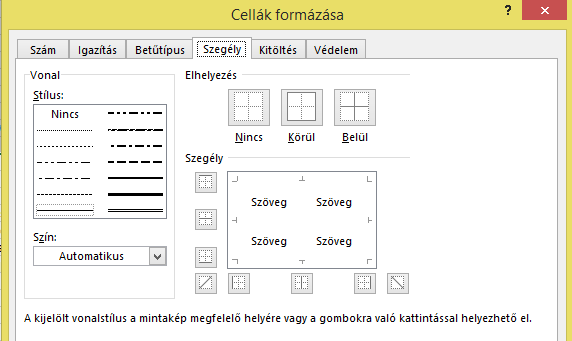 Cellák formázása
?
Szám Igazítás Betűtípus Szegély Kitöltés Védelem
Vonal
Stílus:
Nincs
Szín:
Automatikus
Elhelyezés
Nincs Körül Belül
Szegély
Szöveg Szöveg
Szöveg Szöveg
A kijelölt vonalstílus a mintakép megfelelő helyére vagy a gombokra való kattintással helyezhető el.